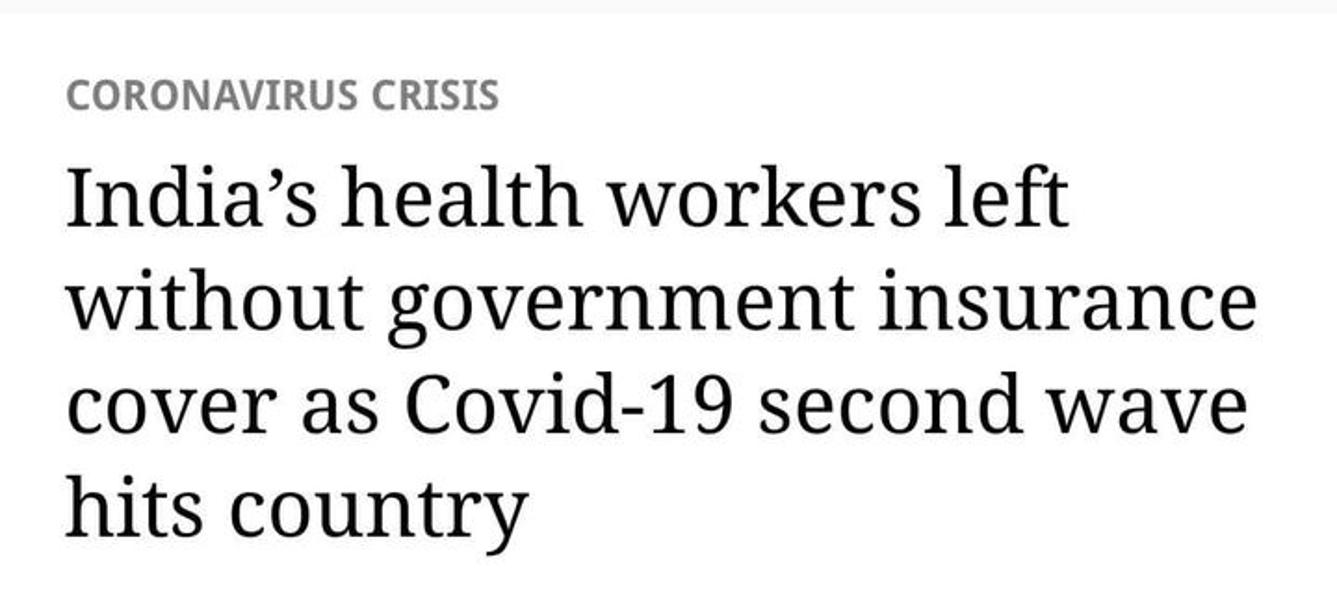 CORONAVIRUS CRISIS
India’s health workers left
without government insurance
cover as Covid-19 second wave
hits country